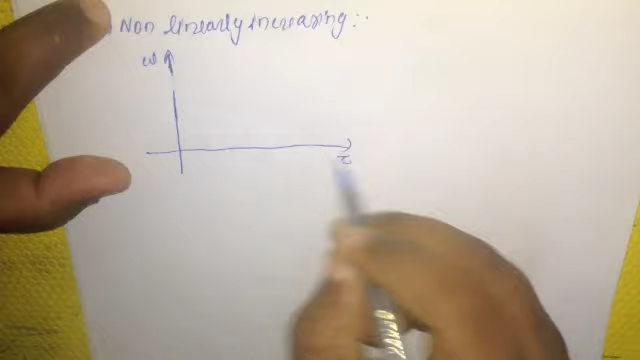 Non linearly increasing :-
ω
τ